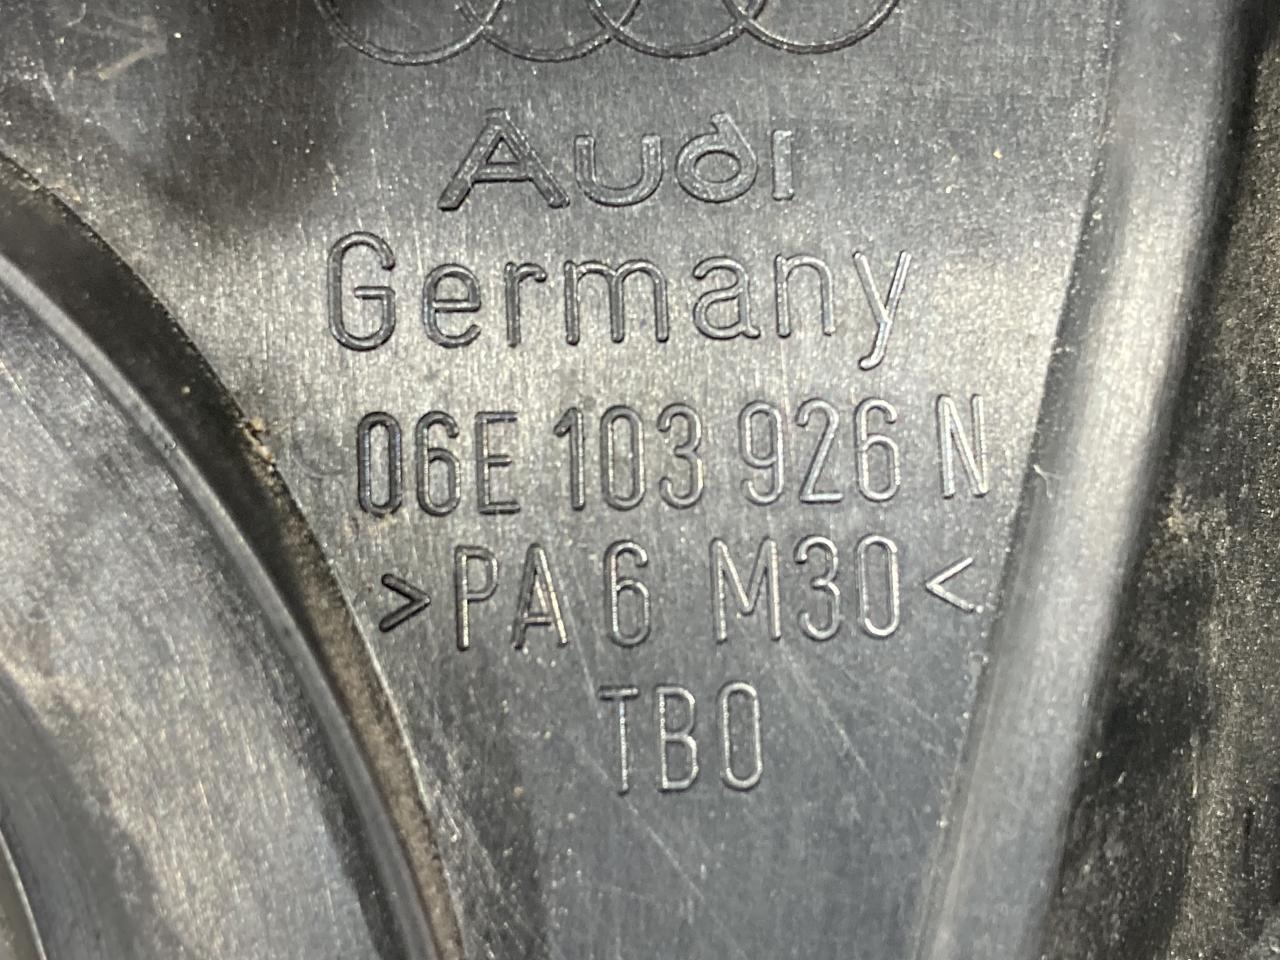 Audi
Germany
06E 103 926 N
>PA 6 M30<
TBO